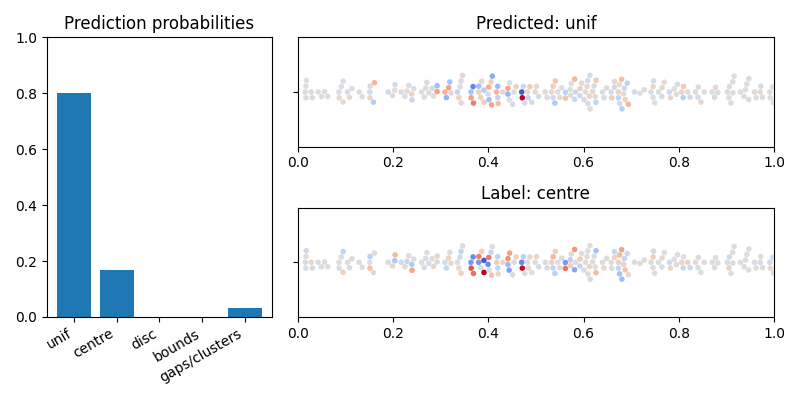 Prediction probabilities
1.0
0.8
0.6
0.4
0.2
0.0
unif
centre
disc
bounds
gaps/clusters
Predicted: unif
0.0 0.2 0.4 0.6 0.8 1.0
Label: centre
0.0 0.2 0.4 0.6 0.8 1.0